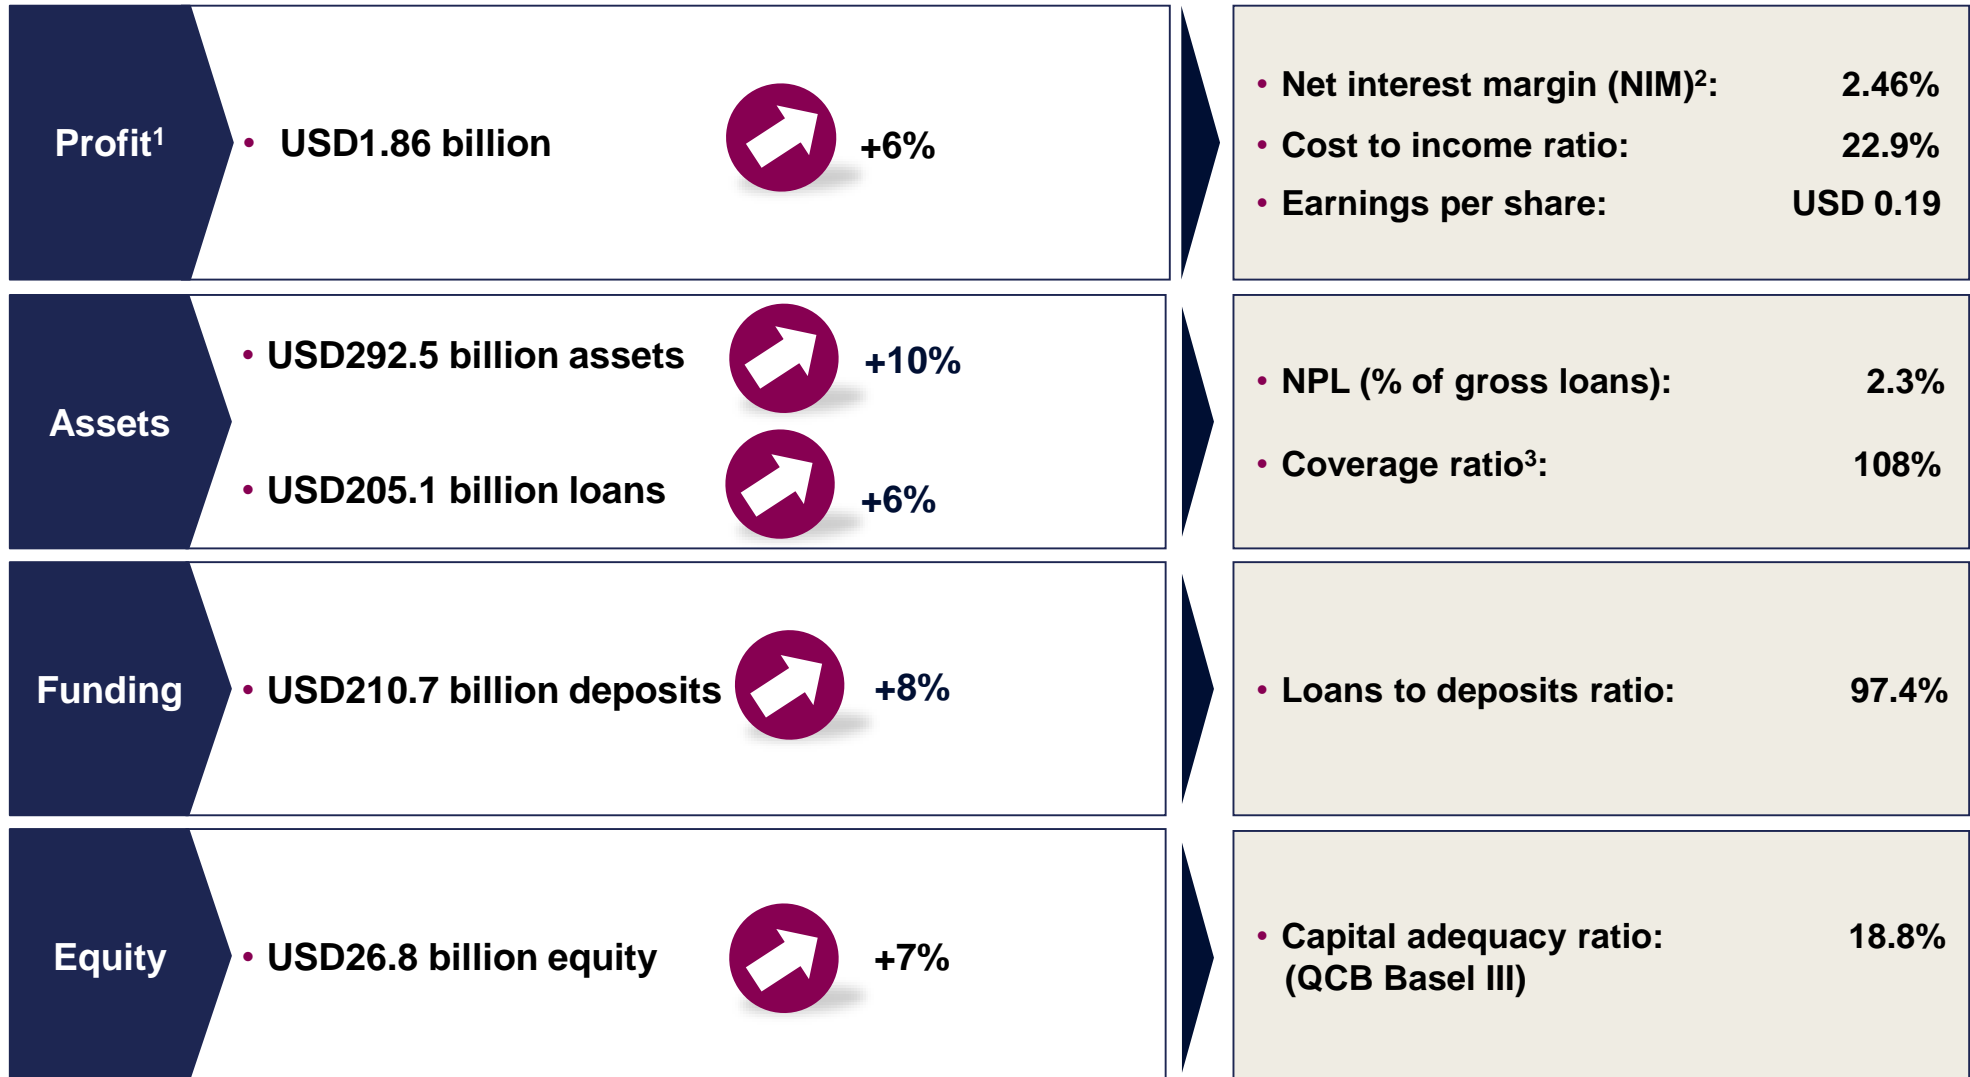 Profit¹
• USD1.86 billion
+6%
• Net interest margin (NIM)²: 2.46%
• Cost to income ratio: 22.9%
• Earnings per share: USD 0.19
Assets
• USD292.5 billion assets
+10%
• USD205.1 billion loans
+6%
• NPL (% of gross loans): 2.3%
• Coverage ratio³: 108%
Funding
• USD210.7 billion deposits
+8%
• Loans to deposits ratio: 97.4%
Equity
• USD26.8 billion equity
+7%
• Capital adequacy ratio: 18.8%
(QCB Basel III)